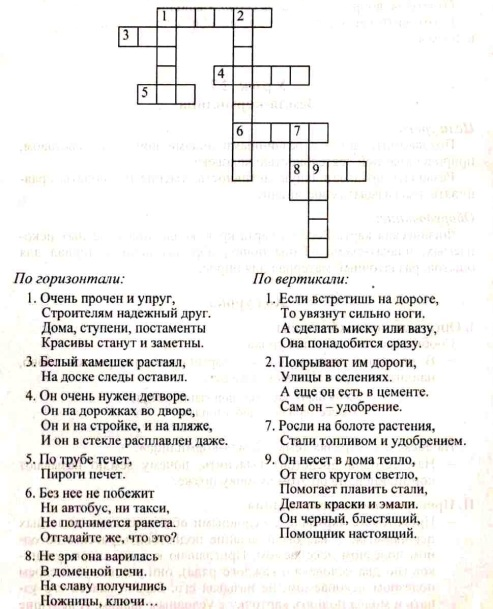 1
2
3
4
5
6
7
8
9
По горизонтали:
1. Очень прочен и упруг,
Строителям надежный друг.
Дома, ступени, постаменты
Красивы станут и заметны.
3. Белый камешек растаял,
На доске следы оставил.
4. Он очень нужен детворе.
Он на дорожках во дворе,
Он и на стройке, и на пляже,
И он в стекле расплавлен даже.
5. По трубе течет,
Пироги печет.
6. Без нее не побежит
Ни автобус, ни такси,
Не поднимется ракета.
Отгадайте же, что это?
8. Не зря она варилась
В доменной печи.
На славу получились
Ножницы, ключи…
По вертикали:
1. Если встретишь на дороге,
То увязнут сильно ноги.
А сделать миску или вазу,
Она понадобится сразу.
2. Покрывают им дороги,
Улицы в селениях.
А еще он есть в цементе.
Сам он – удобрение.
7. Росли на болоте растения,
Стали топливом и удобрением.
9. Он несет в дома тепло,
От него кругом светло,
Помогает плавить стали,
Делать краски и эмали.
Он черный, блестящий,
Помощник настоящий.